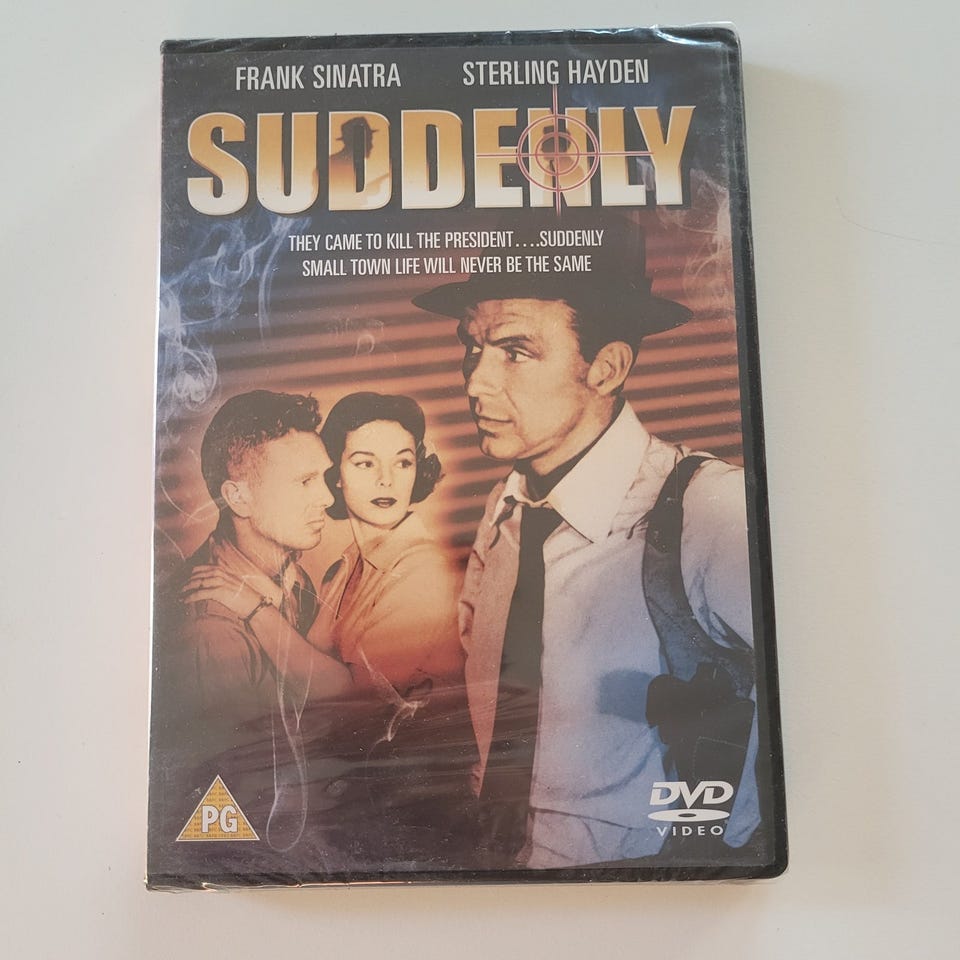 FRANK SINATRA STERLING HAYDEN
SUDDENLY
THEY CAME TO KILL THE PRESIDENT....SUDDENLY
SMALL TOWN LIFE WILL NEVER BE THE SAME
PG
DVD
VIDEO